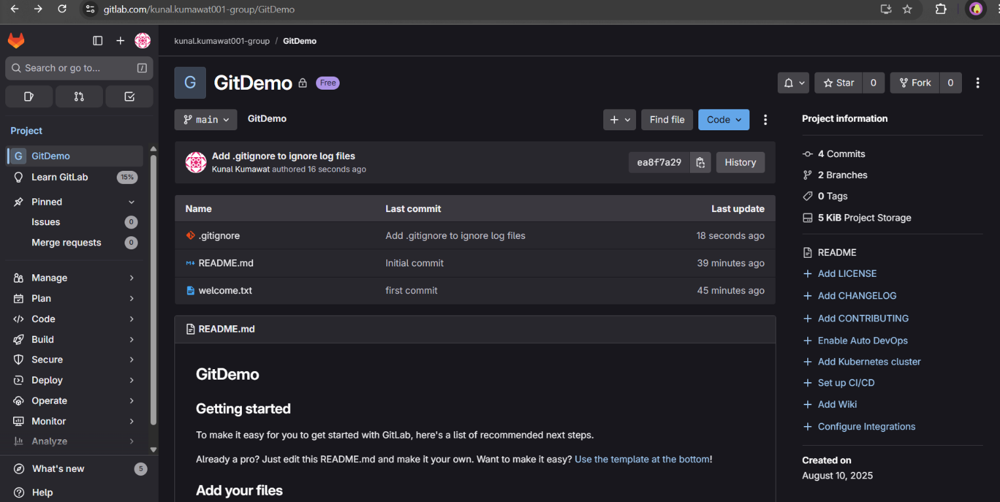 gitlab.com/kunal.kumawat001-group/GitDemo
Search or go to... /
Project
G GitDemo
Learn GitLab 15%
Pinned
Issues 0
Merge requests 0
Manage
Plan
Code
Build
Secure
Deploy
Operate
Monitor
Analyze
What's new 5
Help
kunal.kumawat001-group / GitDemo
G GitDemo Free
Star 0 Fork 0
main GitDemo
Find file Code
Add .gitignore to ignore log files
Kunal Kumawat authored 16 seconds ago
ea8f7a29 History
Name Last commit Last update
.gitignore Add .gitignore to ignore log files 18 seconds ago
README.md Initial commit 39 minutes ago
welcome.txt first commit 45 minutes ago
README.md
GitDemo
Getting started
To make it easy for you to get started with GitLab, here's a list of recommended next steps.
Already a pro? Just edit this README.md and make it your own. Want to make it easy? Use the template at the bottom!
Add your files
Project information
4 Commits
2 Branches
0 Tags
5 KiB Project Storage
README
Add LICENSE
Add CHANGELOG
Add CONTRIBUTING
Enable Auto DevOps
Add Kubernetes cluster
Set up CI/CD
Add Wiki
Configure Integrations
Created on
August 10, 2025